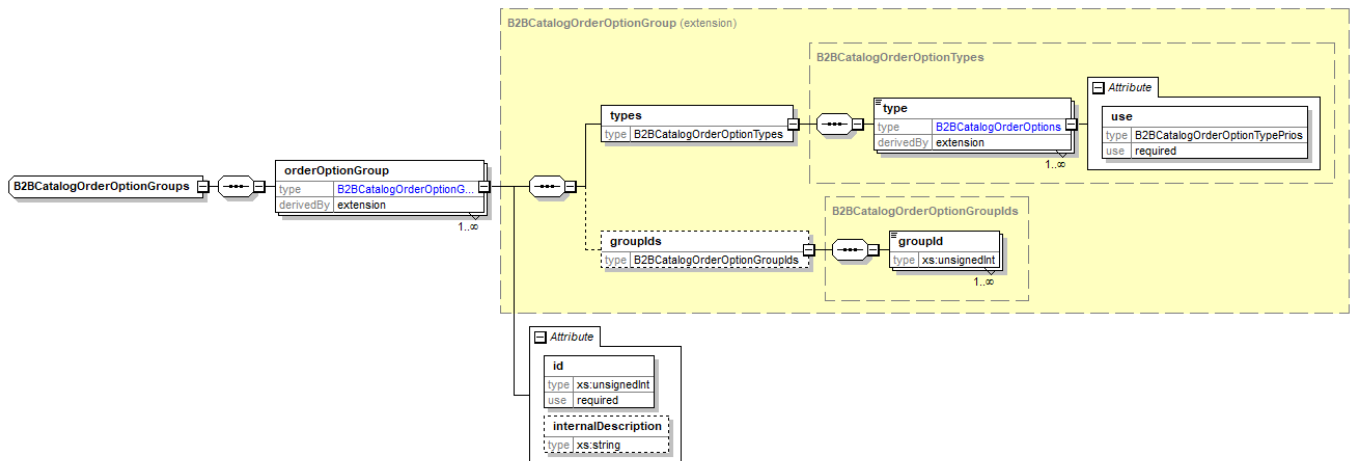 B2BCatalogOrderOptionGroup (extension)
B2BCatalogOrderOptionTypes
Attribute
types
type B2BCatalogOrderOptionTypes
type
type B2BCatalogOrderOptions
derivedBy extension
1..∞
use
type B2BCatalogOrderOptionTypePrios
use required
B2BCatalogOrderOptionGroups
orderOptionGroup
type B2BCatalogOrderOptionG...
derivedBy extension
1..∞
B2BCatalogOrderOptionGroupIds
groupIds
type B2BCatalogOrderOptionGroupIds
groupId
type xs:unsignedInt
1..∞
Attribute
id
type xs:unsignedInt
use required
internalDescription
type xs:string